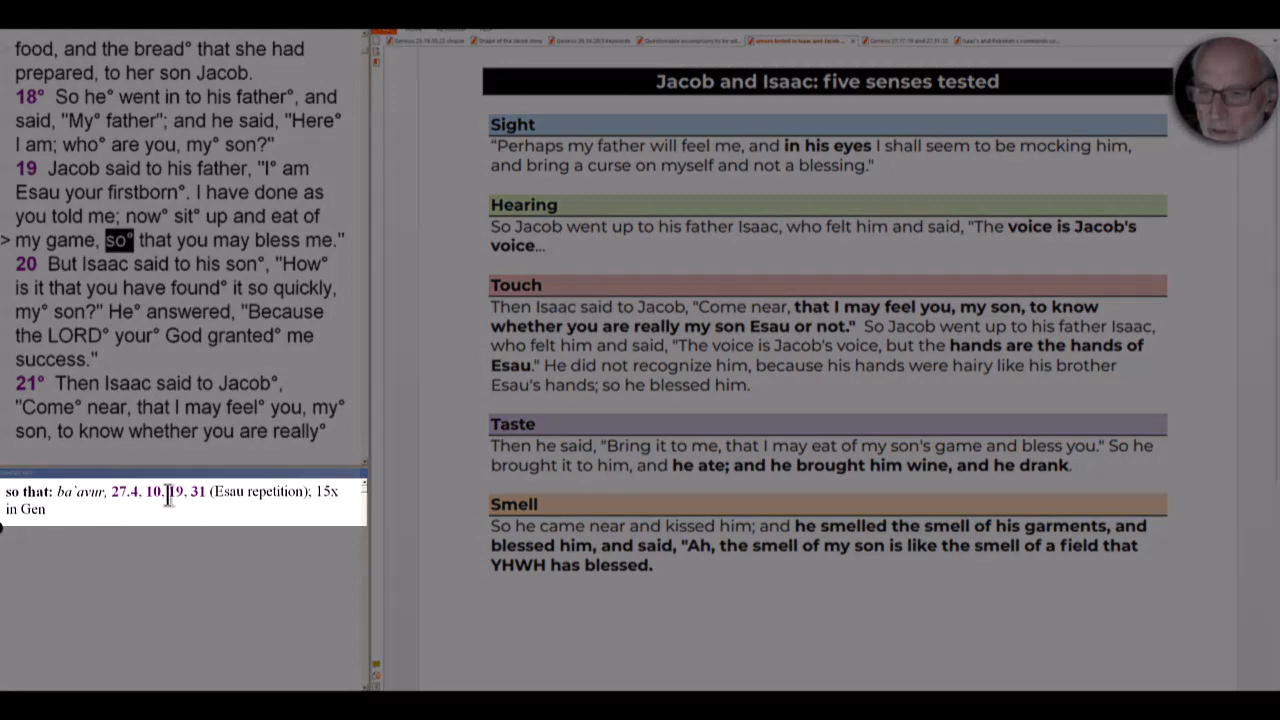 food, and the bread° that she had
prepared, to her son Jacob.
18° So he° went in to his father°, and
said, "My° father"; and he said, "Here°
I am; who° are you, my° son?"
19 Jacob said to his father, "I° am
Esau your firstborn°. I have done as
you told me; now° sit° up and eat of
> my game, so° that you may bless me."
20 But Isaac said to his son°, "How°
is it that you have found° it so quickly,
my° son?" He° answered, "Because
the LORD° your° God granted° me
success."
21° Then Isaac said to Jacob°,
"Come° near, that I may feel° you, my°
son, to know whether you are really°
so that: ba`avur, 27.4, 10, 19, 31 (Esau repetition); 15x
in Gen
Jacob and Isaac: five senses tested
Sight
"Perhaps my father will feel me, and in his eyes I shall seem to be mocking him,
and bring a curse on myself and not a blessing."
Hearing
So Jacob went up to his father Isaac, who felt him and said, "The voice is Jacob's
voice...
Touch
Then Isaac said to Jacob, "Come near, that I may feel you, my son, to know
whether you are really my son Esau or not." So Jacob went up to his father Isaac,
who felt him and said, "The voice is Jacob's voice, but the hands are the hands of
Esau." He did not recognize him, because his hands were hairy like his brother
Esau's hands; so he blessed him.
Taste
Then he said, "Bring it to me, that I may eat of my son's game and bless you." So he
brought it to him, and he ate; and he brought him wine, and he drank.
Smell
So he came near and kissed him; and he smelled the smell of his garments, and
blessed him, and said, "Ah, the smell of my son is like the smell of a field that
YHWH has blessed.